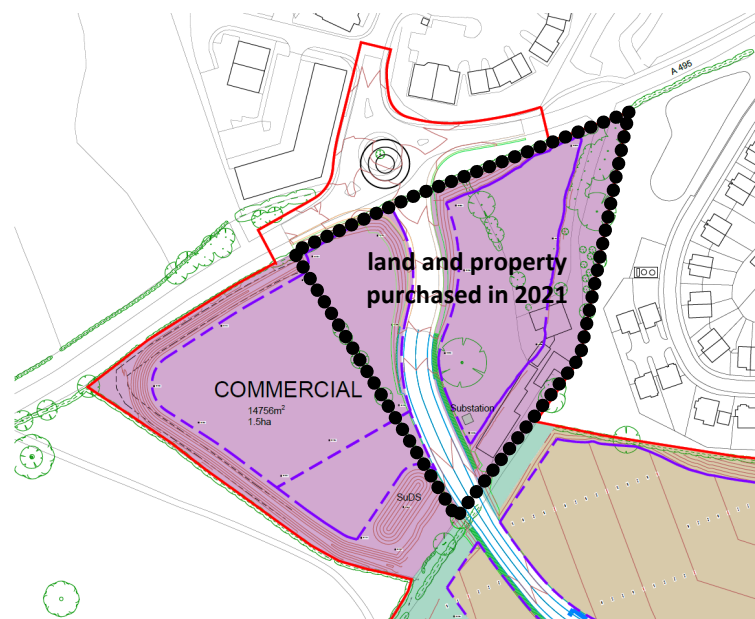 A 495
land and property
purchased in 2021
COMMERCIAL
14756m²
1.5ha
Substation
SuDS